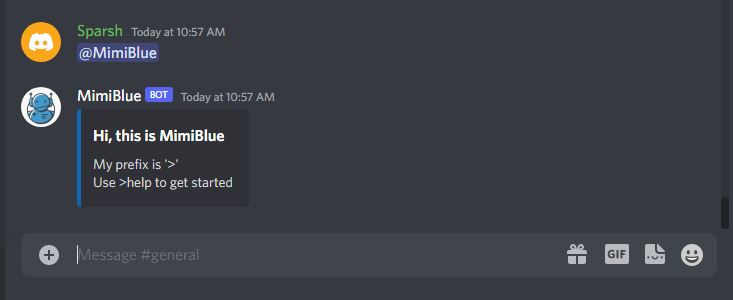 Sparsh Today at 10:57 AM
@MimiBlue
MimiBlue BOT Today at 10:57 AM
Hi, this is MimiBlue
My prefix is '>'
Use >help to get started
Message #general
GIF